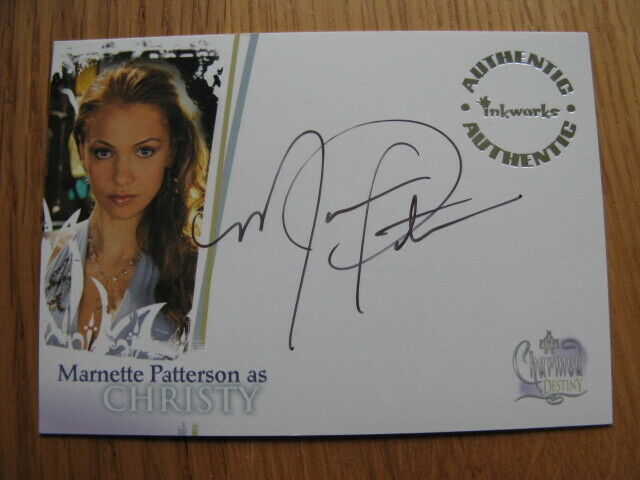 AUTHENTIC
inkworks
AUTHENTIC
Marnette Patterson as
CHRISTY
Charmed
DESTINY